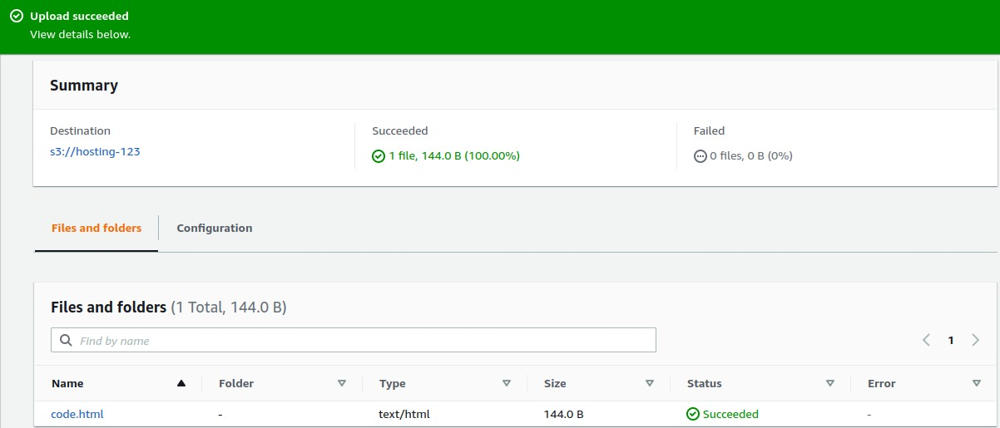 Upload succeeded
View details below.
Summary
Destination
s3://hosting-123
Succeeded
1 file, 144.0 B (100.00%)
Failed
0 files, 0 B (0%)
Files and folders
Configuration
Files and folders (1 Total, 144.0 B)
Find by name
1
Name Folder Type Size Status Error
code.html - text/html 144.0 B Succeeded -